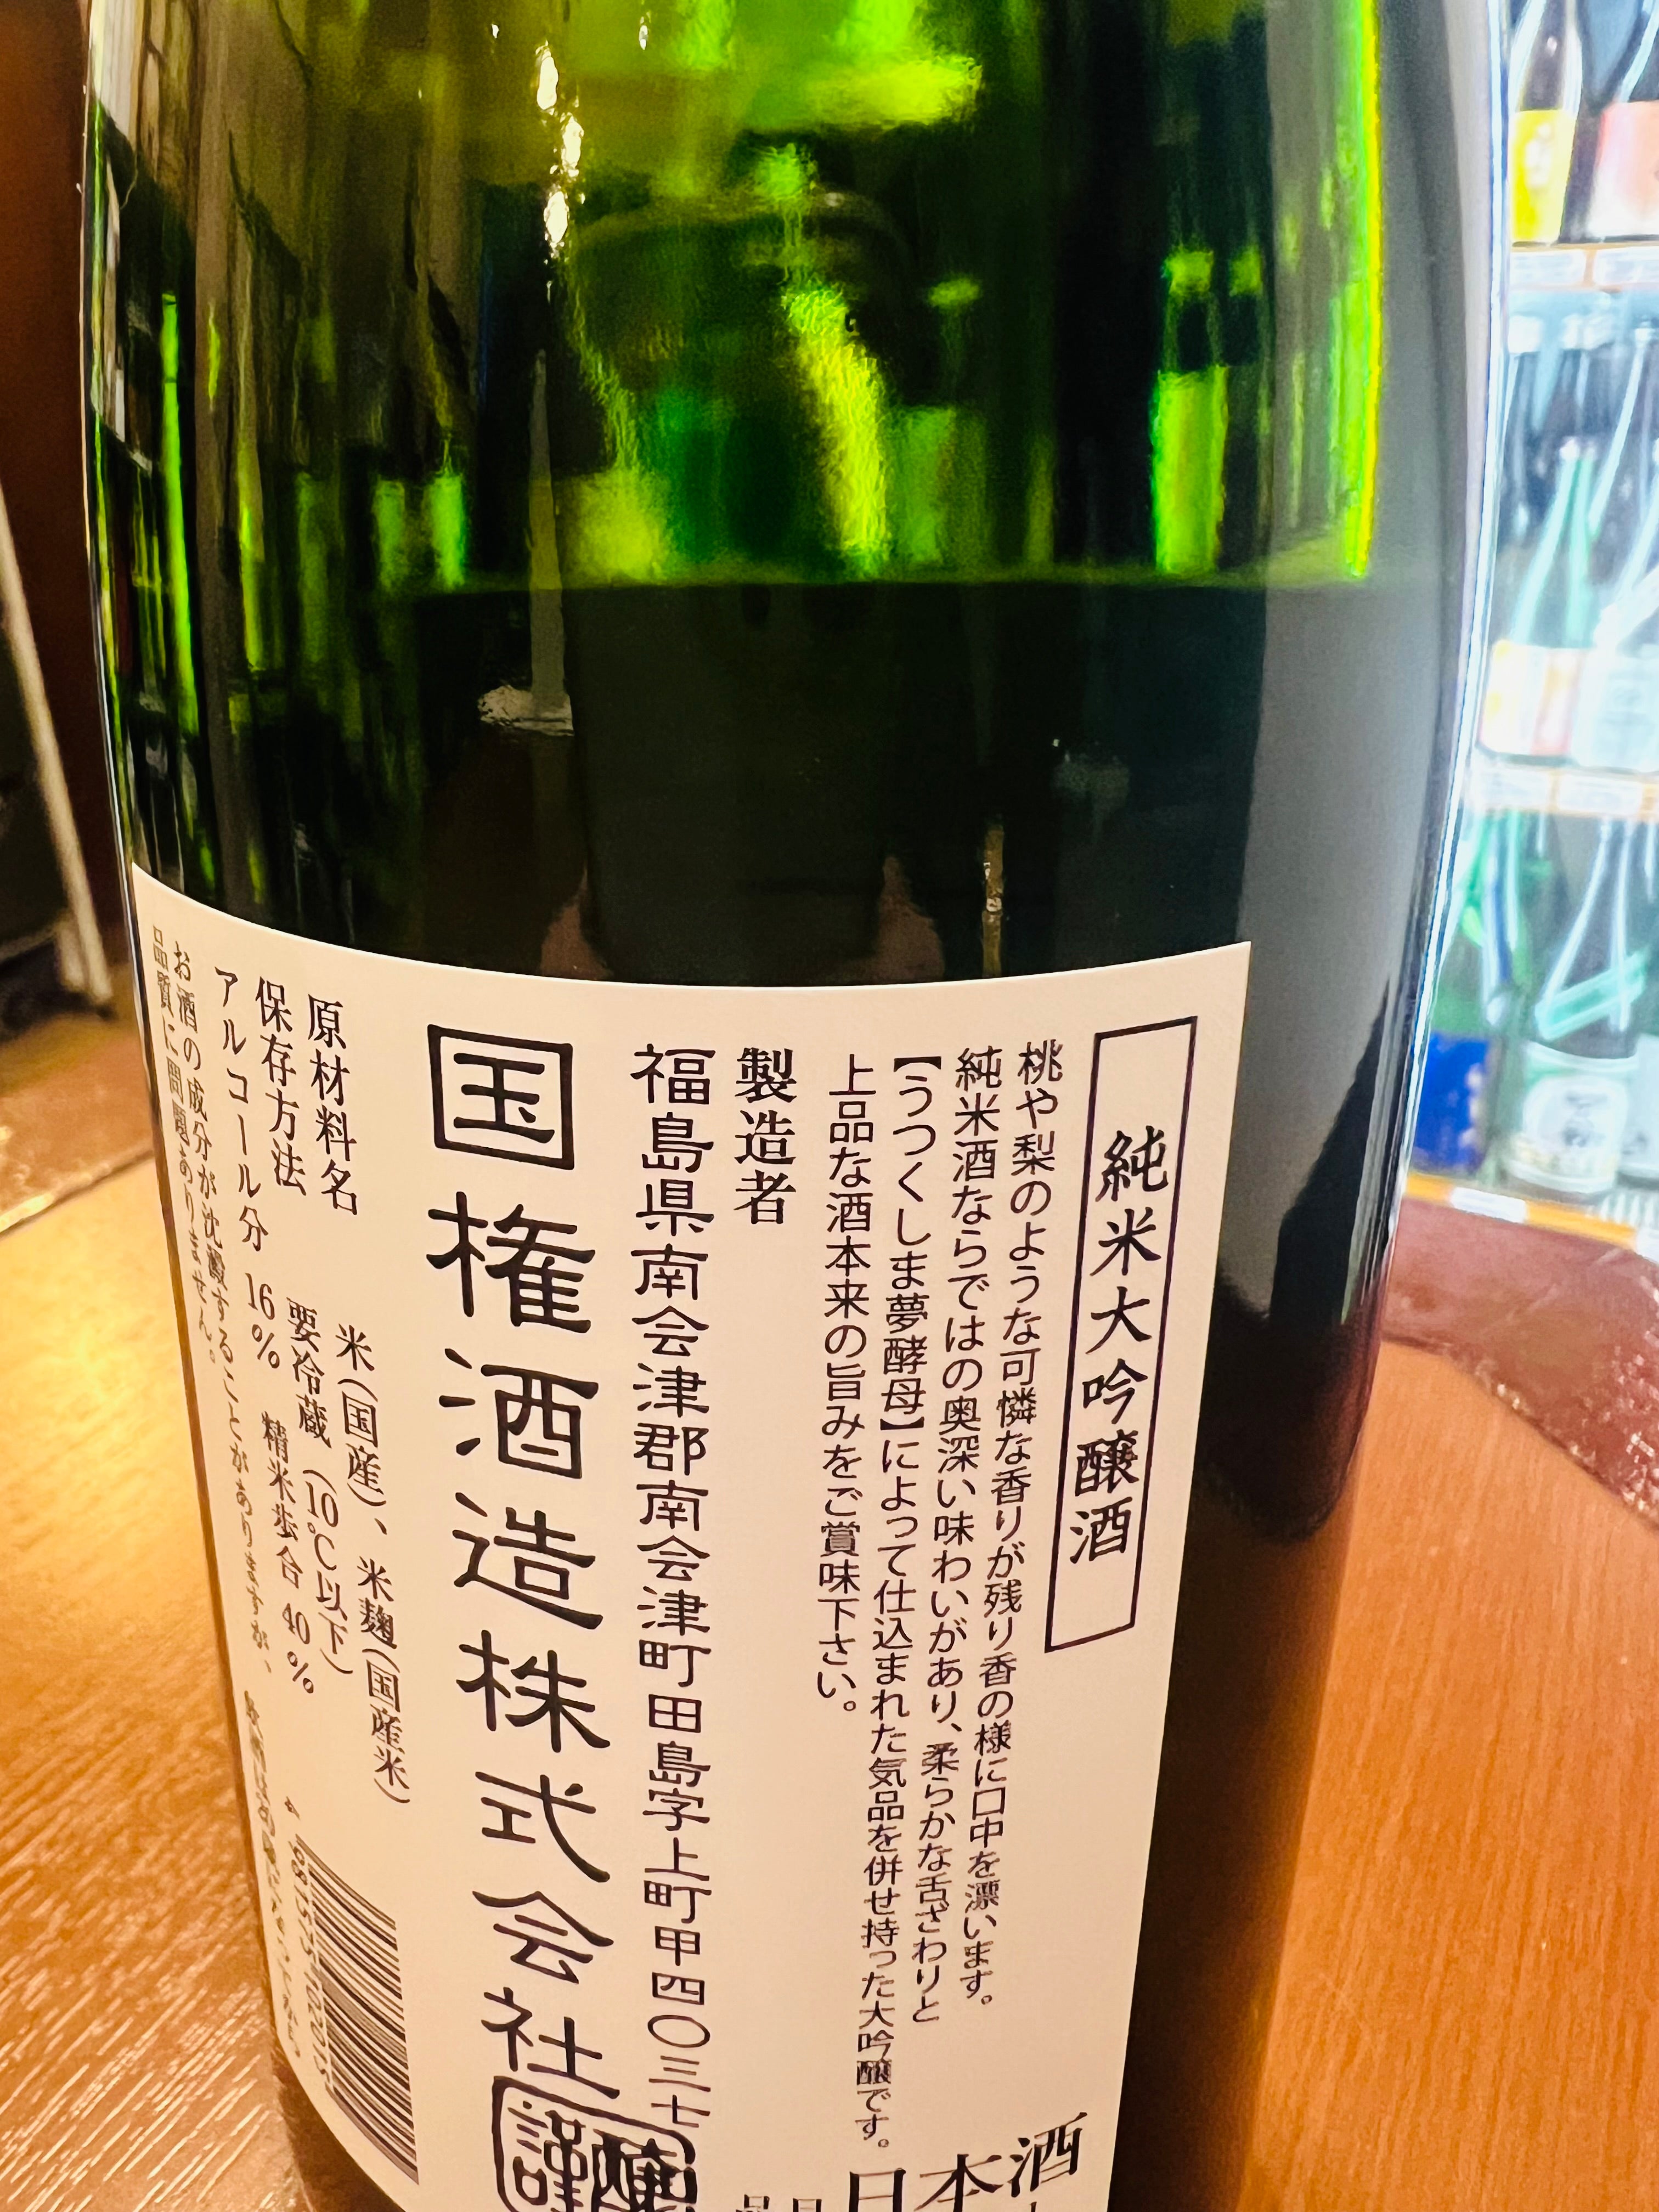 純米大吟醸酒
桃や梨のような可憐な香りが残り香の様に口中を漂います。
純米酒ならではの奥深い味わいがあり、柔らかな舌ざわりと
【うつくしま夢酵母】によって仕込まれた気品を併せ持った大吟醸です。
上品な酒本来の旨みをご賞味下さい。
日本酒
製造者
福島県南会津郡南会津町田島字上町甲四〇三七
国権酒造株式会社
謹醸
原材料名 米(国産)、米麹(国産米)
保存方法 要冷蔵(10℃以下)
アルコール分 16% 精米歩合 40%
お酒の成分が沈澱することがありますが、
品質に問題ありません。